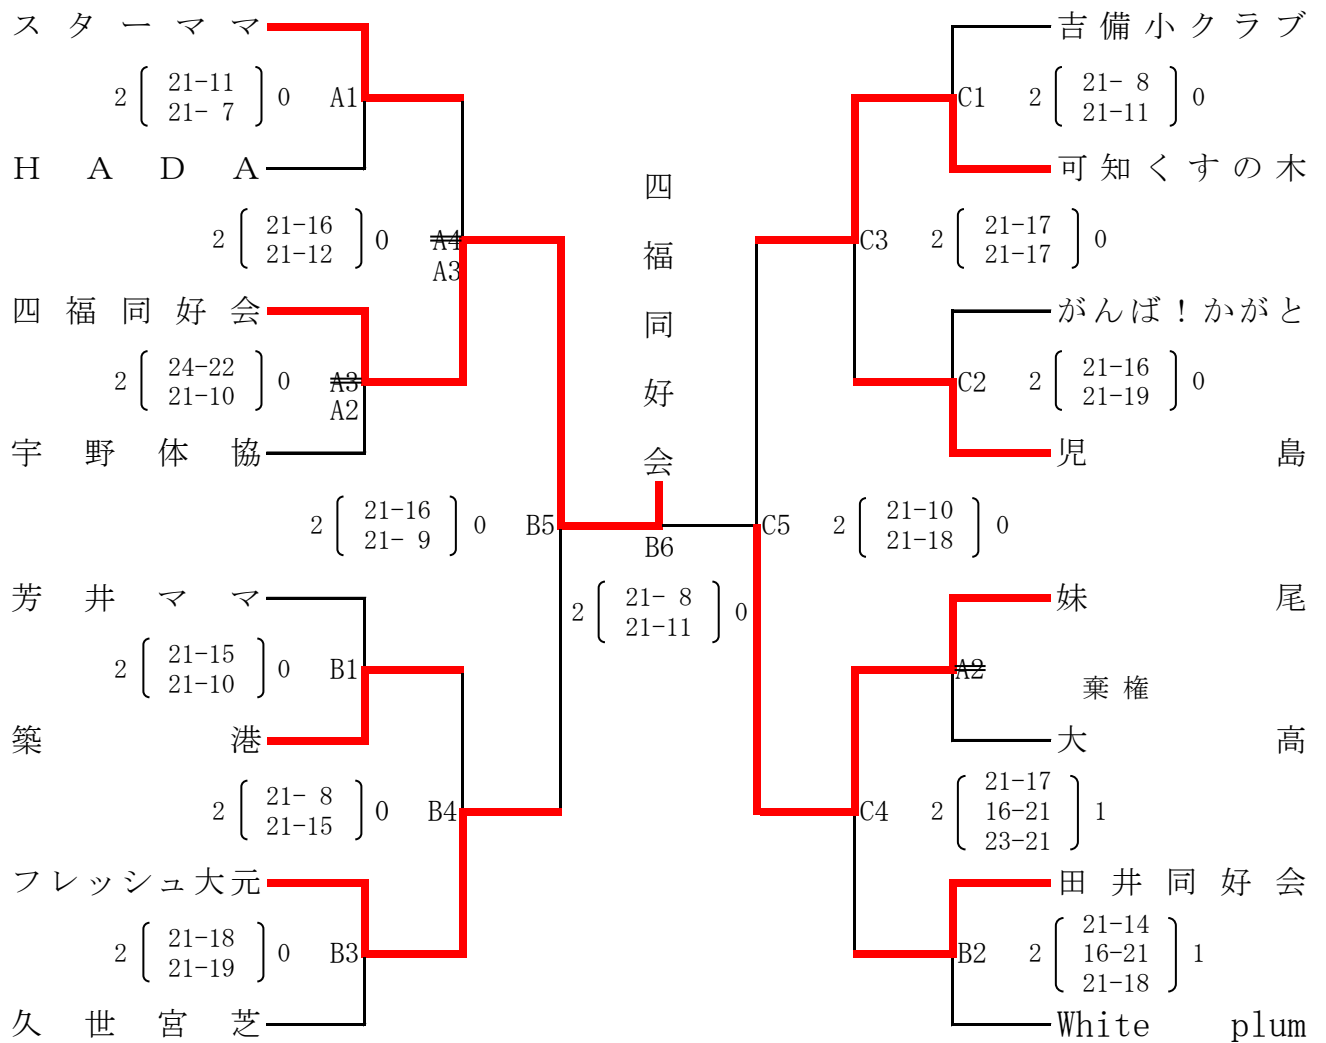 スターママ
2 21-11 0 A1
21- 7
HADA
2 21-16 0 A4
21-12 A3
四福同好会
2 24-22 0 A3
21-10 A2
宇野体協
2 21-16 0 B5
21- 9
芳井ママ
2 21-15 0 B1
21-10
築港
2 21- 8 0 B4
21-15
フレッシュ大元
2 21-18 0 B3
21-19
久世宮芝
四福同好会
B6
2 21- 8 0
21-11
吉備小クラブ
C1 2 21- 8 0
21-11
可知くすの木
C3 2 21-17 0
21-17
がんば！かがと
C2 2 21-16 0
21-19
児島
C5 2 21-10 0
21-18
妹尾
A2
棄権
大高
21-17
C4 2 16-21 1
23-21
田井同好会
21-14
B2 2 16-21 1
21-18
White plum